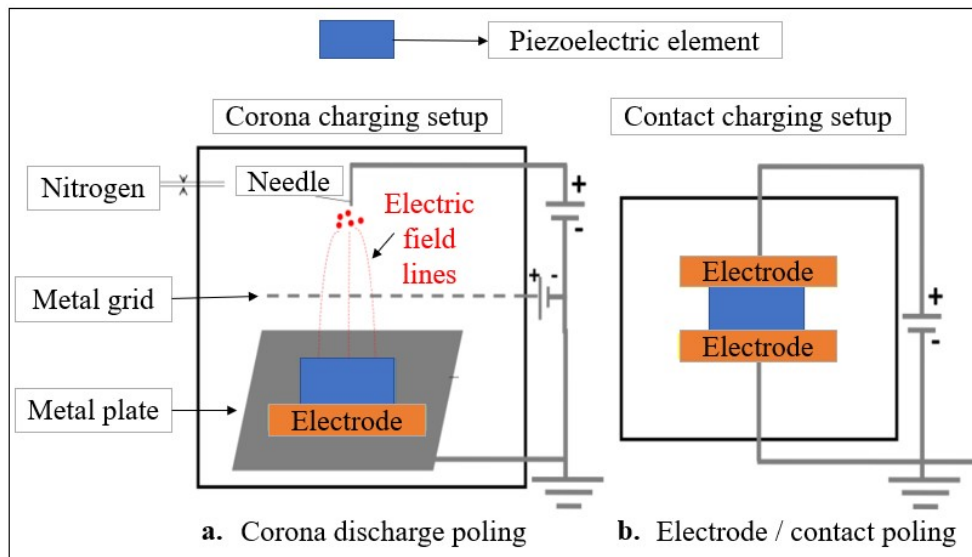 Piezoelectric element
Corona charging setup
Contact charging setup
Nitrogen
Needle
+
-
Electric
field
lines
+ -
Metal grid
Metal plate
Electrode
Electrode
Electrode
+
-
a. Corona discharge poling
b. Electrode / contact poling